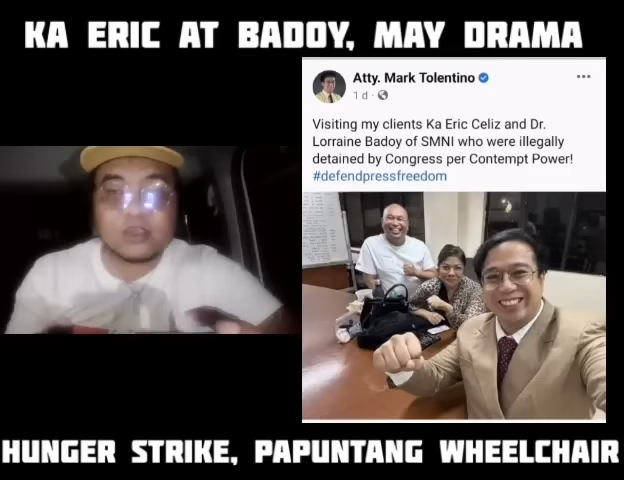 KA ERIC AT BADOY, MAY DRAMA
Atty. Mark Tolentino
1 d
Visiting my clients Ka Eric Celiz and Dr.
Lorraine Badoy of SMNI who were illegally
detained by Congress per Contempt Power!
#defendpressfreedom
HUNGER STRIKE, PAPUNTANG WHEELCHAIR